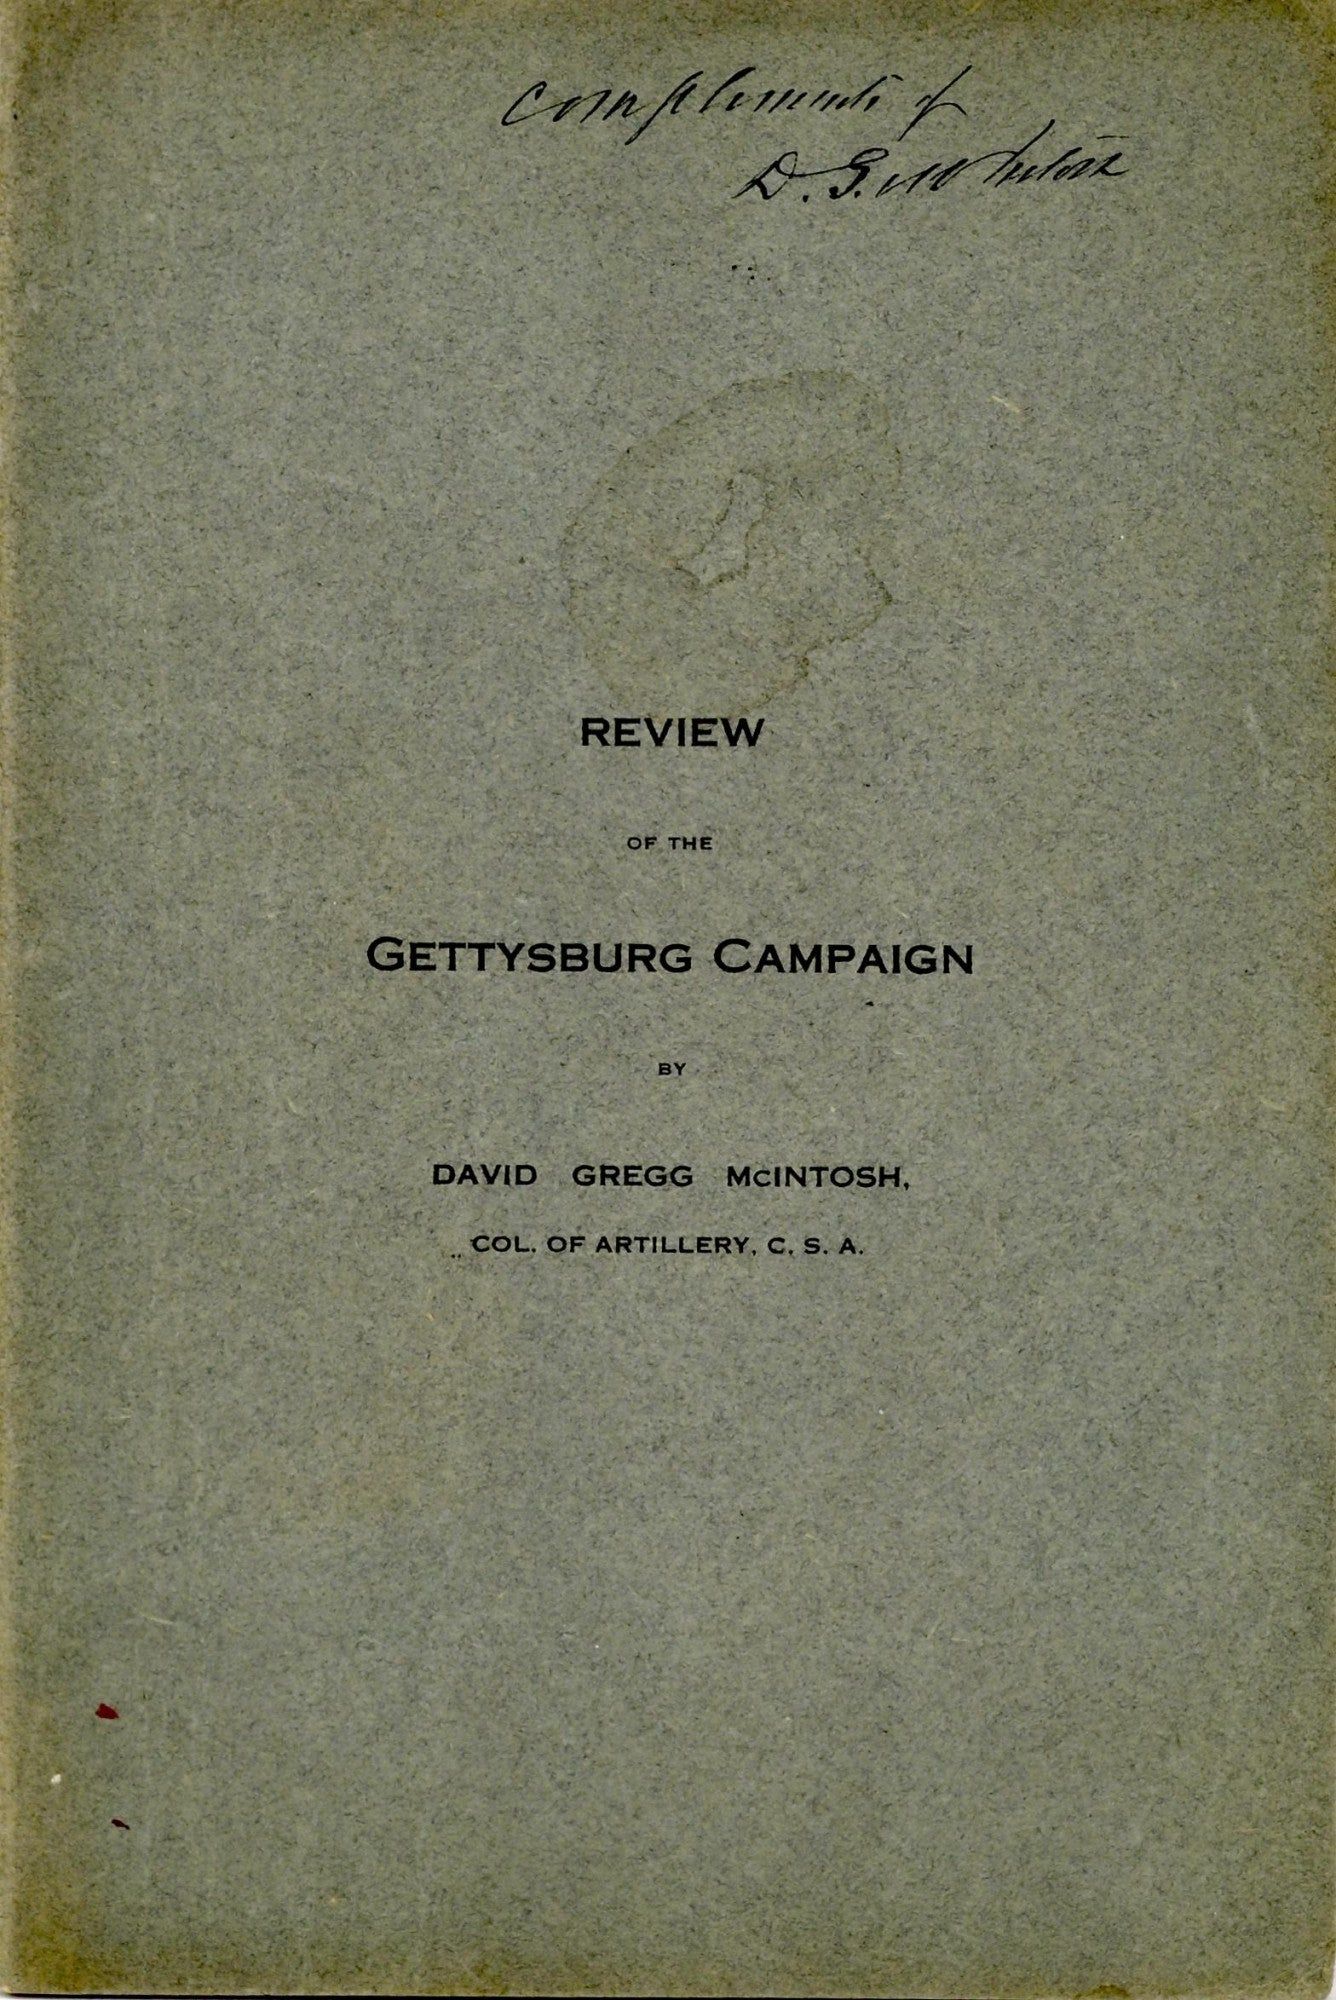 Compliments of
D. G. McIntosh
REVIEW
OF THE
GETTYSBURG CAMPAIGN
BY
DAVID GREGG McINTOSH,
COL. OF ARTILLERY, C. S. A.